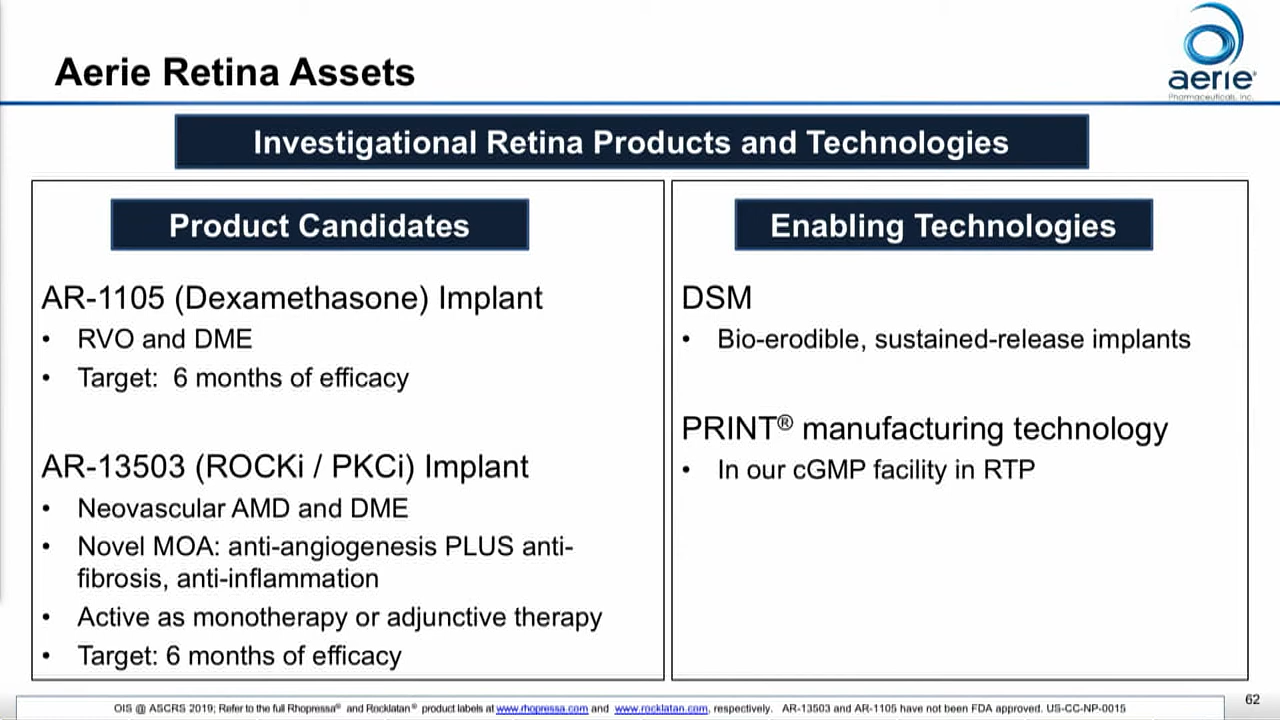 Aerie Retina Assets
aerie
Pharmaceuticals, Inc.
Investigational Retina Products and Technologies
Product Candidates
AR-1105 (Dexamethasone) Implant
• RVO and DME
• Target: 6 months of efficacy
AR-13503 (ROCKi / PKCi) Implant
• Neovascular AMD and DME
• Novel MOA: anti-angiogenesis PLUS anti-
fibrosis, anti-inflammation
• Active as monotherapy or adjunctive therapy
• Target: 6 months of efficacy
Enabling Technologies
DSM
• Bio-erodible, sustained-release implants
PRINT® manufacturing technology
• In our cGMP facility in RTP
OIS @ ASCRS 2019; Refer to the full Rhopressa® and Rocklatan® product labels at www.rhopressa.com and www.rocklatan.com, respectively. AR-13503 and AR-1105 have not been FDA approved. US-CC-NP-0015
62